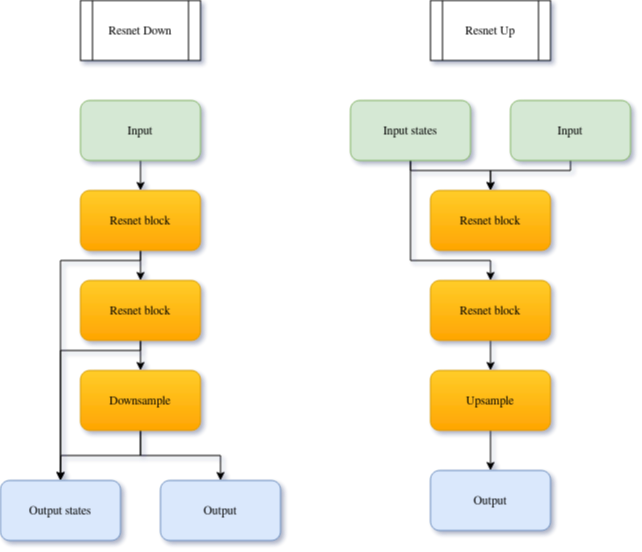 Resnet Down
Resnet Up
Input
Input states
Input
Resnet block
Resnet block
Resnet block
Resnet block
Downsample
Upsample
Output states
Output
Output